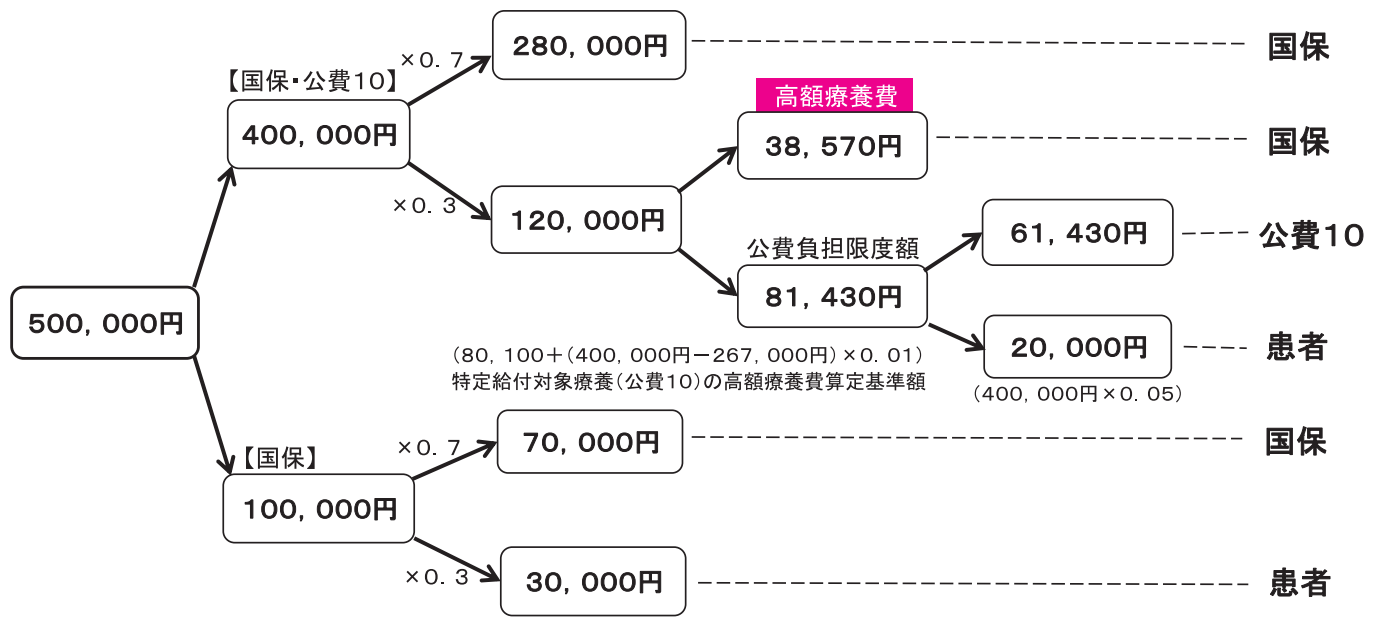 500, 000円
【国保・公費10】
400, 000円
×0. 7
280, 000円
国保
×0. 3
120, 000円
高額療養費
38, 570円
国保
公費負担限度額
81, 430円
61, 430円
公費10
20, 000円
患者
(400, 000円×0. 05)
(80, 100+(400, 000円−267, 000円)×0. 01)
特定給付対象療養(公費10)の高額療養費算定基準額
【国保】
100, 000円
×0. 7
70, 000円
国保
×0. 3
30, 000円
患者